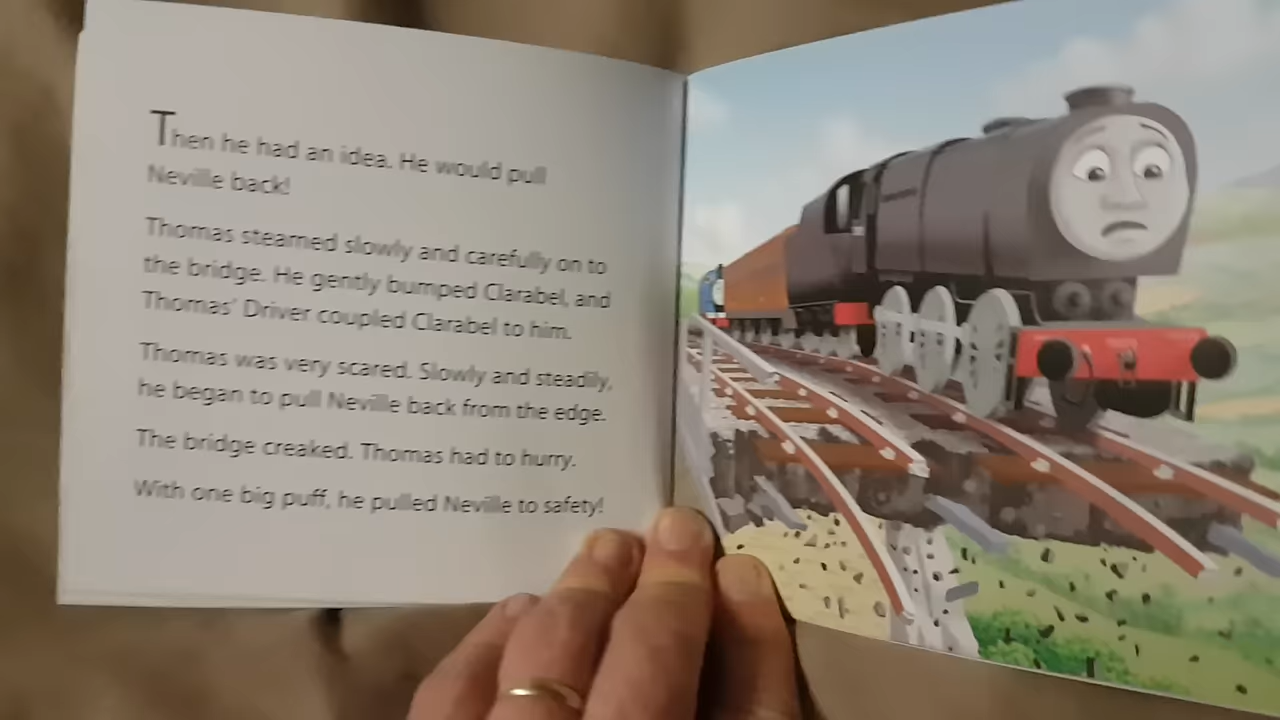 Then he had an idea. He would pull
Neville back!
Thomas steamed slowly and carefully on to
the bridge. He gently bumped Clarabel, and
Thomas' Driver coupled Clarabel to him.
Thomas was very scared. Slowly and steadily,
he began to pull Neville back from the edge.
The bridge creaked. Thomas had to hurry.
With one big puff, he pulled Neville to safety!